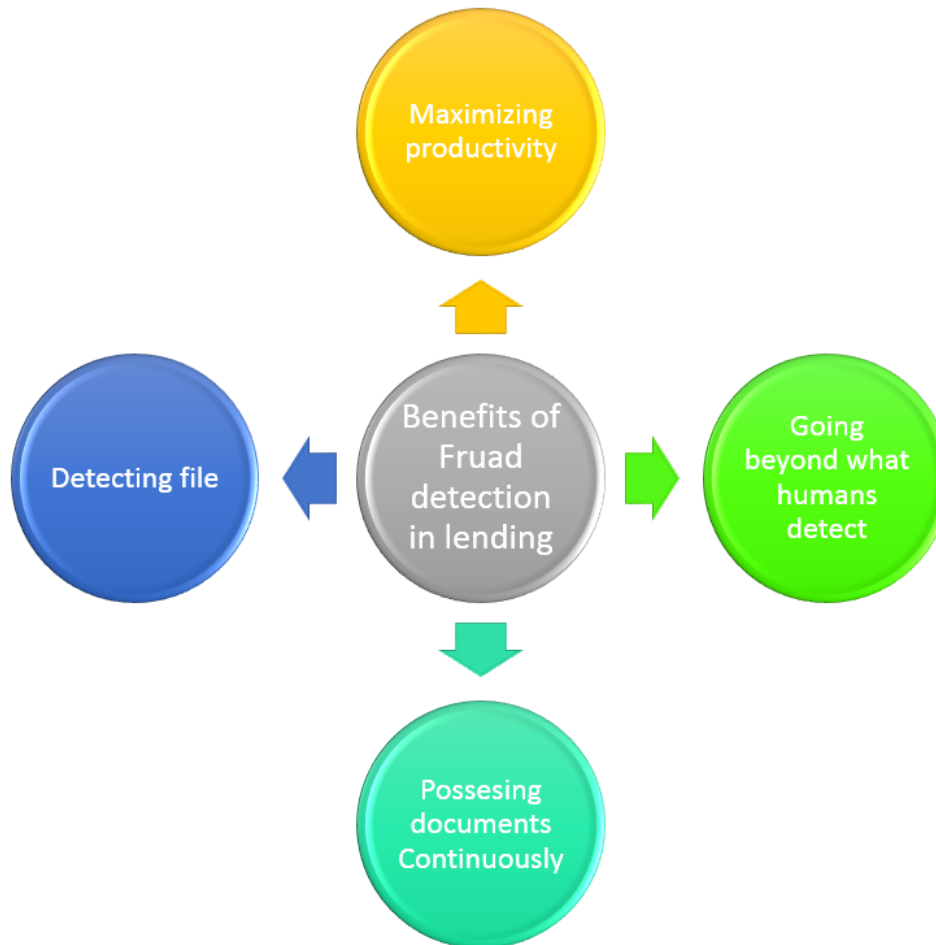 Maximizing
productivity
Detecting file
Benefits of
Fruad
detection
in lending
Going
beyond what
humans
detect
Possesing
documents
Continuously